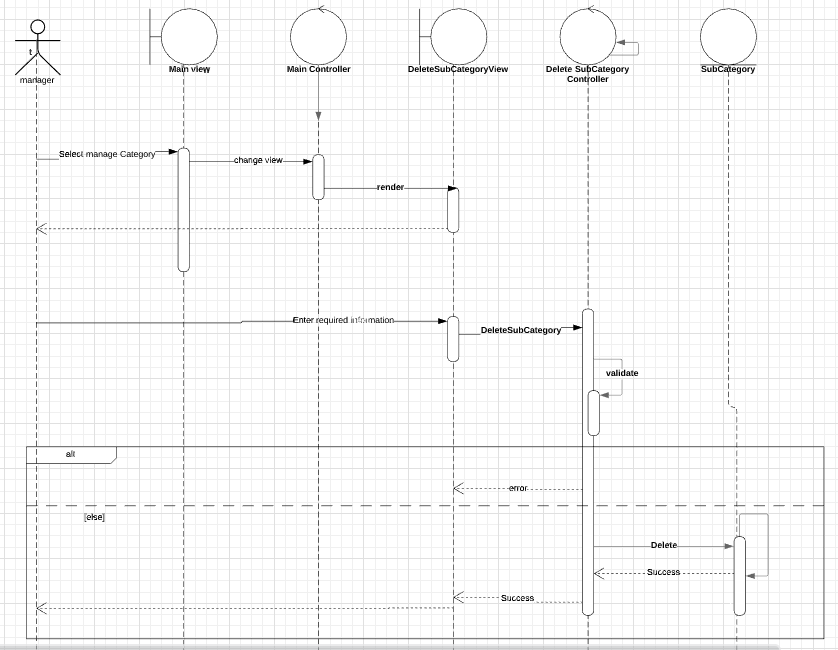 t
manager
Main view
Main Controller
DeleteSubCategoryView
Delete SubCategory
Controller
SubCategory
Select manage Category
change view
render
Enter required information
DeleteSubCategory
validate
alt
error
[else]
Delete
Success
Success